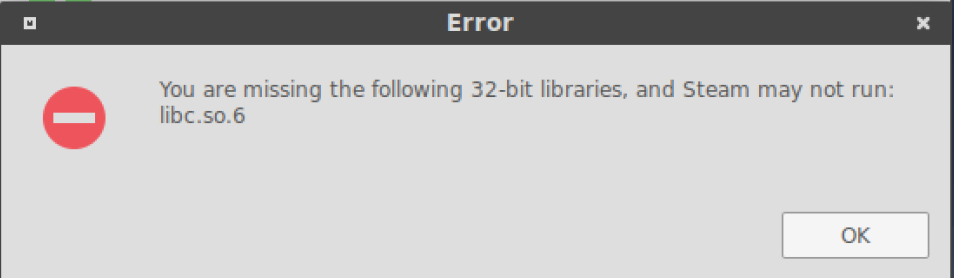 Error
You are missing the following 32-bit libraries, and Steam may not run:
libc.so.6
OK